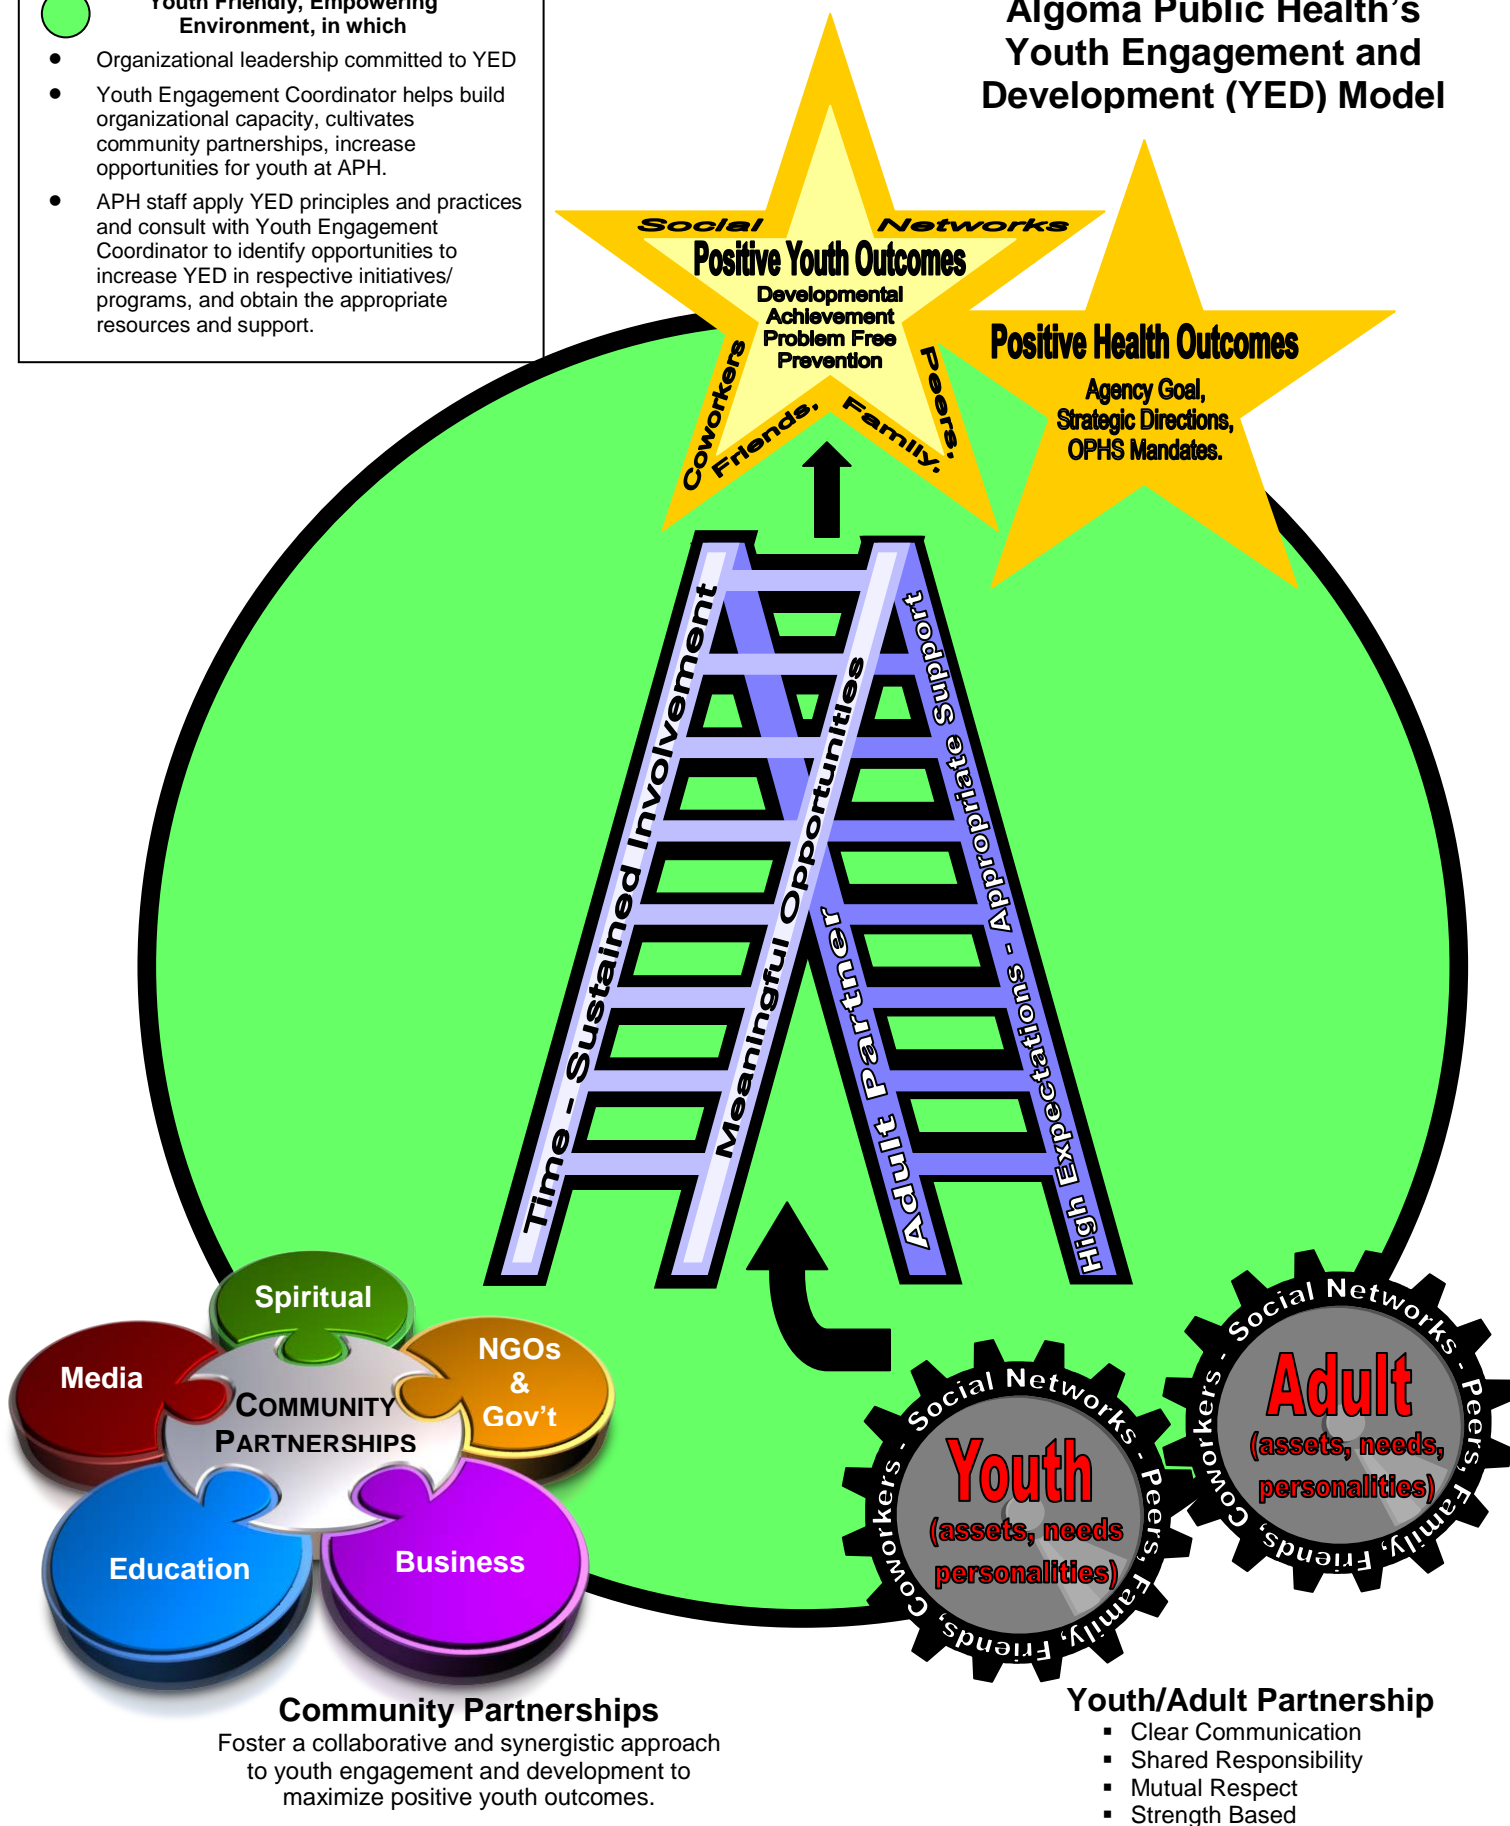 Youth Friendly, Empowering
Environment, in which
• Organizational leadership committed to YED
• Youth Engagement Coordinator helps build
organizational capacity, cultivates
community partnerships, increase
opportunities for youth at APH.
• APH staff apply YED principles and practices
and consult with Youth Engagement
Coordinator to identify opportunities to
increase YED in respective initiatives/
programs, and obtain the appropriate
resources and support.
Algoma Public Health's
Youth Engagement and
Development (YED) Model
Social Networks
Positive Youth Outcomes
Developmental
Achievement
Problem Free
Prevention
Peers,
Family,
Friends,
Coworkers
Positive Health Outcomes
Agency Goal,
Strategic Directions,
OPHS Mandates.
Time - Sustained Involvement
Meaningful Opportunities
Adult Partner
High Expectations - Appropriate Support
Spiritual
Media
NGOs
&
Gov't
COMMUNITY
PARTNERSHIPS
Education
Business
Social Networks - Peers, Family, Friends, Coworkers -
Youth
(assets, needs
personalities)
Social Networks - Peers, Family, Friends, Coworkers -
Adult
(assets, needs,
personalities)
Community Partnerships
Foster a collaborative and synergistic approach
to youth engagement and development to
maximize positive youth outcomes.
Youth/Adult Partnership
▪ Clear Communication
▪ Shared Responsibility
▪ Mutual Respect
▪ Strength Based